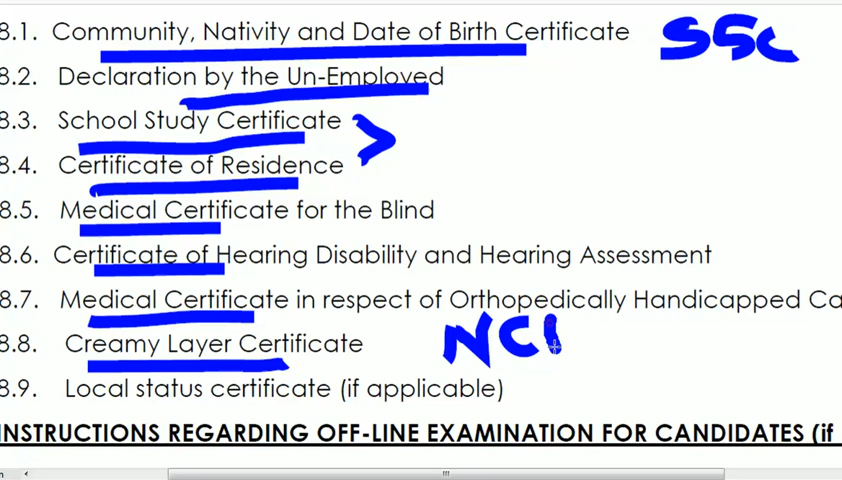 8.1. Community, Nativity and Date of Birth Certificate SSC
8.2. Declaration by the Un-Employed
8.3. School Study Certificate >
8.4. Certificate of Residence
8.5. Medical Certificate for the Blind
8.6. Certificate of Hearing Disability and Hearing Assessment
8.7. Medical Certificate in respect of Orthopedically Handicapped Ca
8.8. Creamy Layer Certificate NC
8.9. Local status certificate (if applicable)
INSTRUCTIONS REGARDING OFF-LINE EXAMINATION FOR CANDIDATES (if